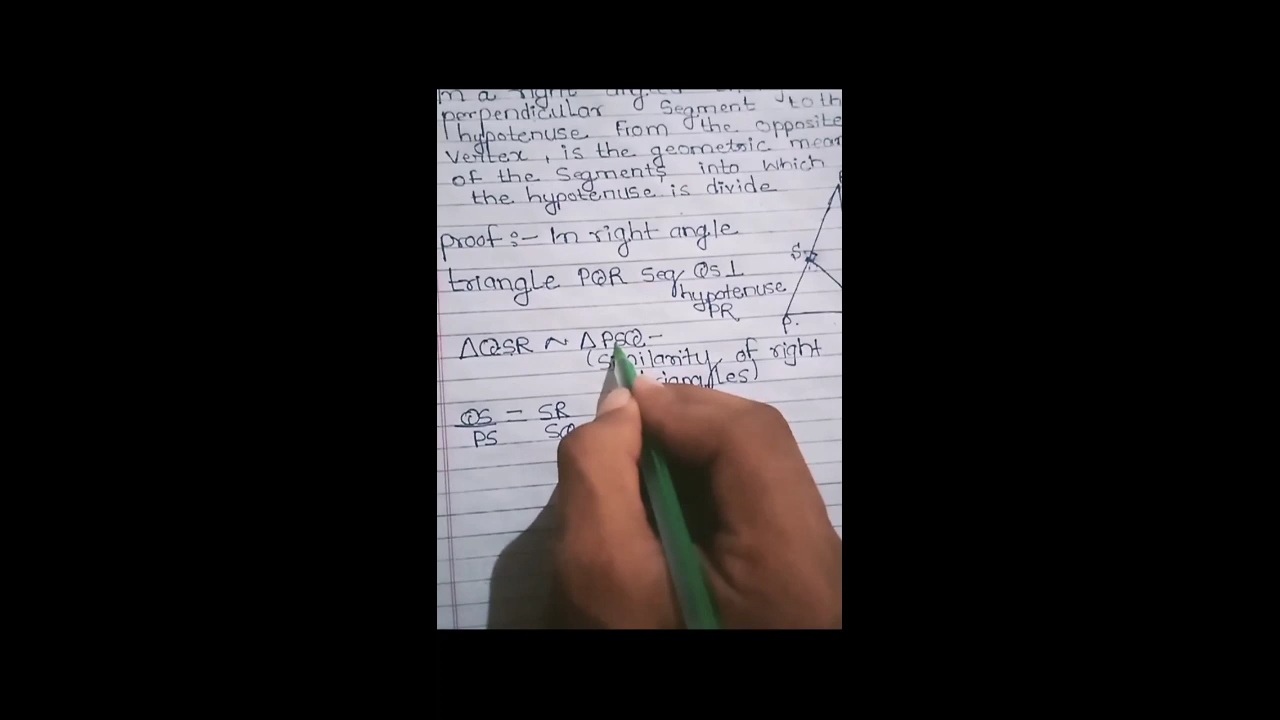 m a right
perpendicular Segment to th
hypotenuse From the opposite
Vertex, is the geometric mean
of the segments into which
the hypotenuse is divide
proof :- In right angle
triangle PQR seg QS ⊥
hypotenuse
PR
S
P.
ΔQSR ~ ΔPSQ -
(similarity of right
QS = SR
PS